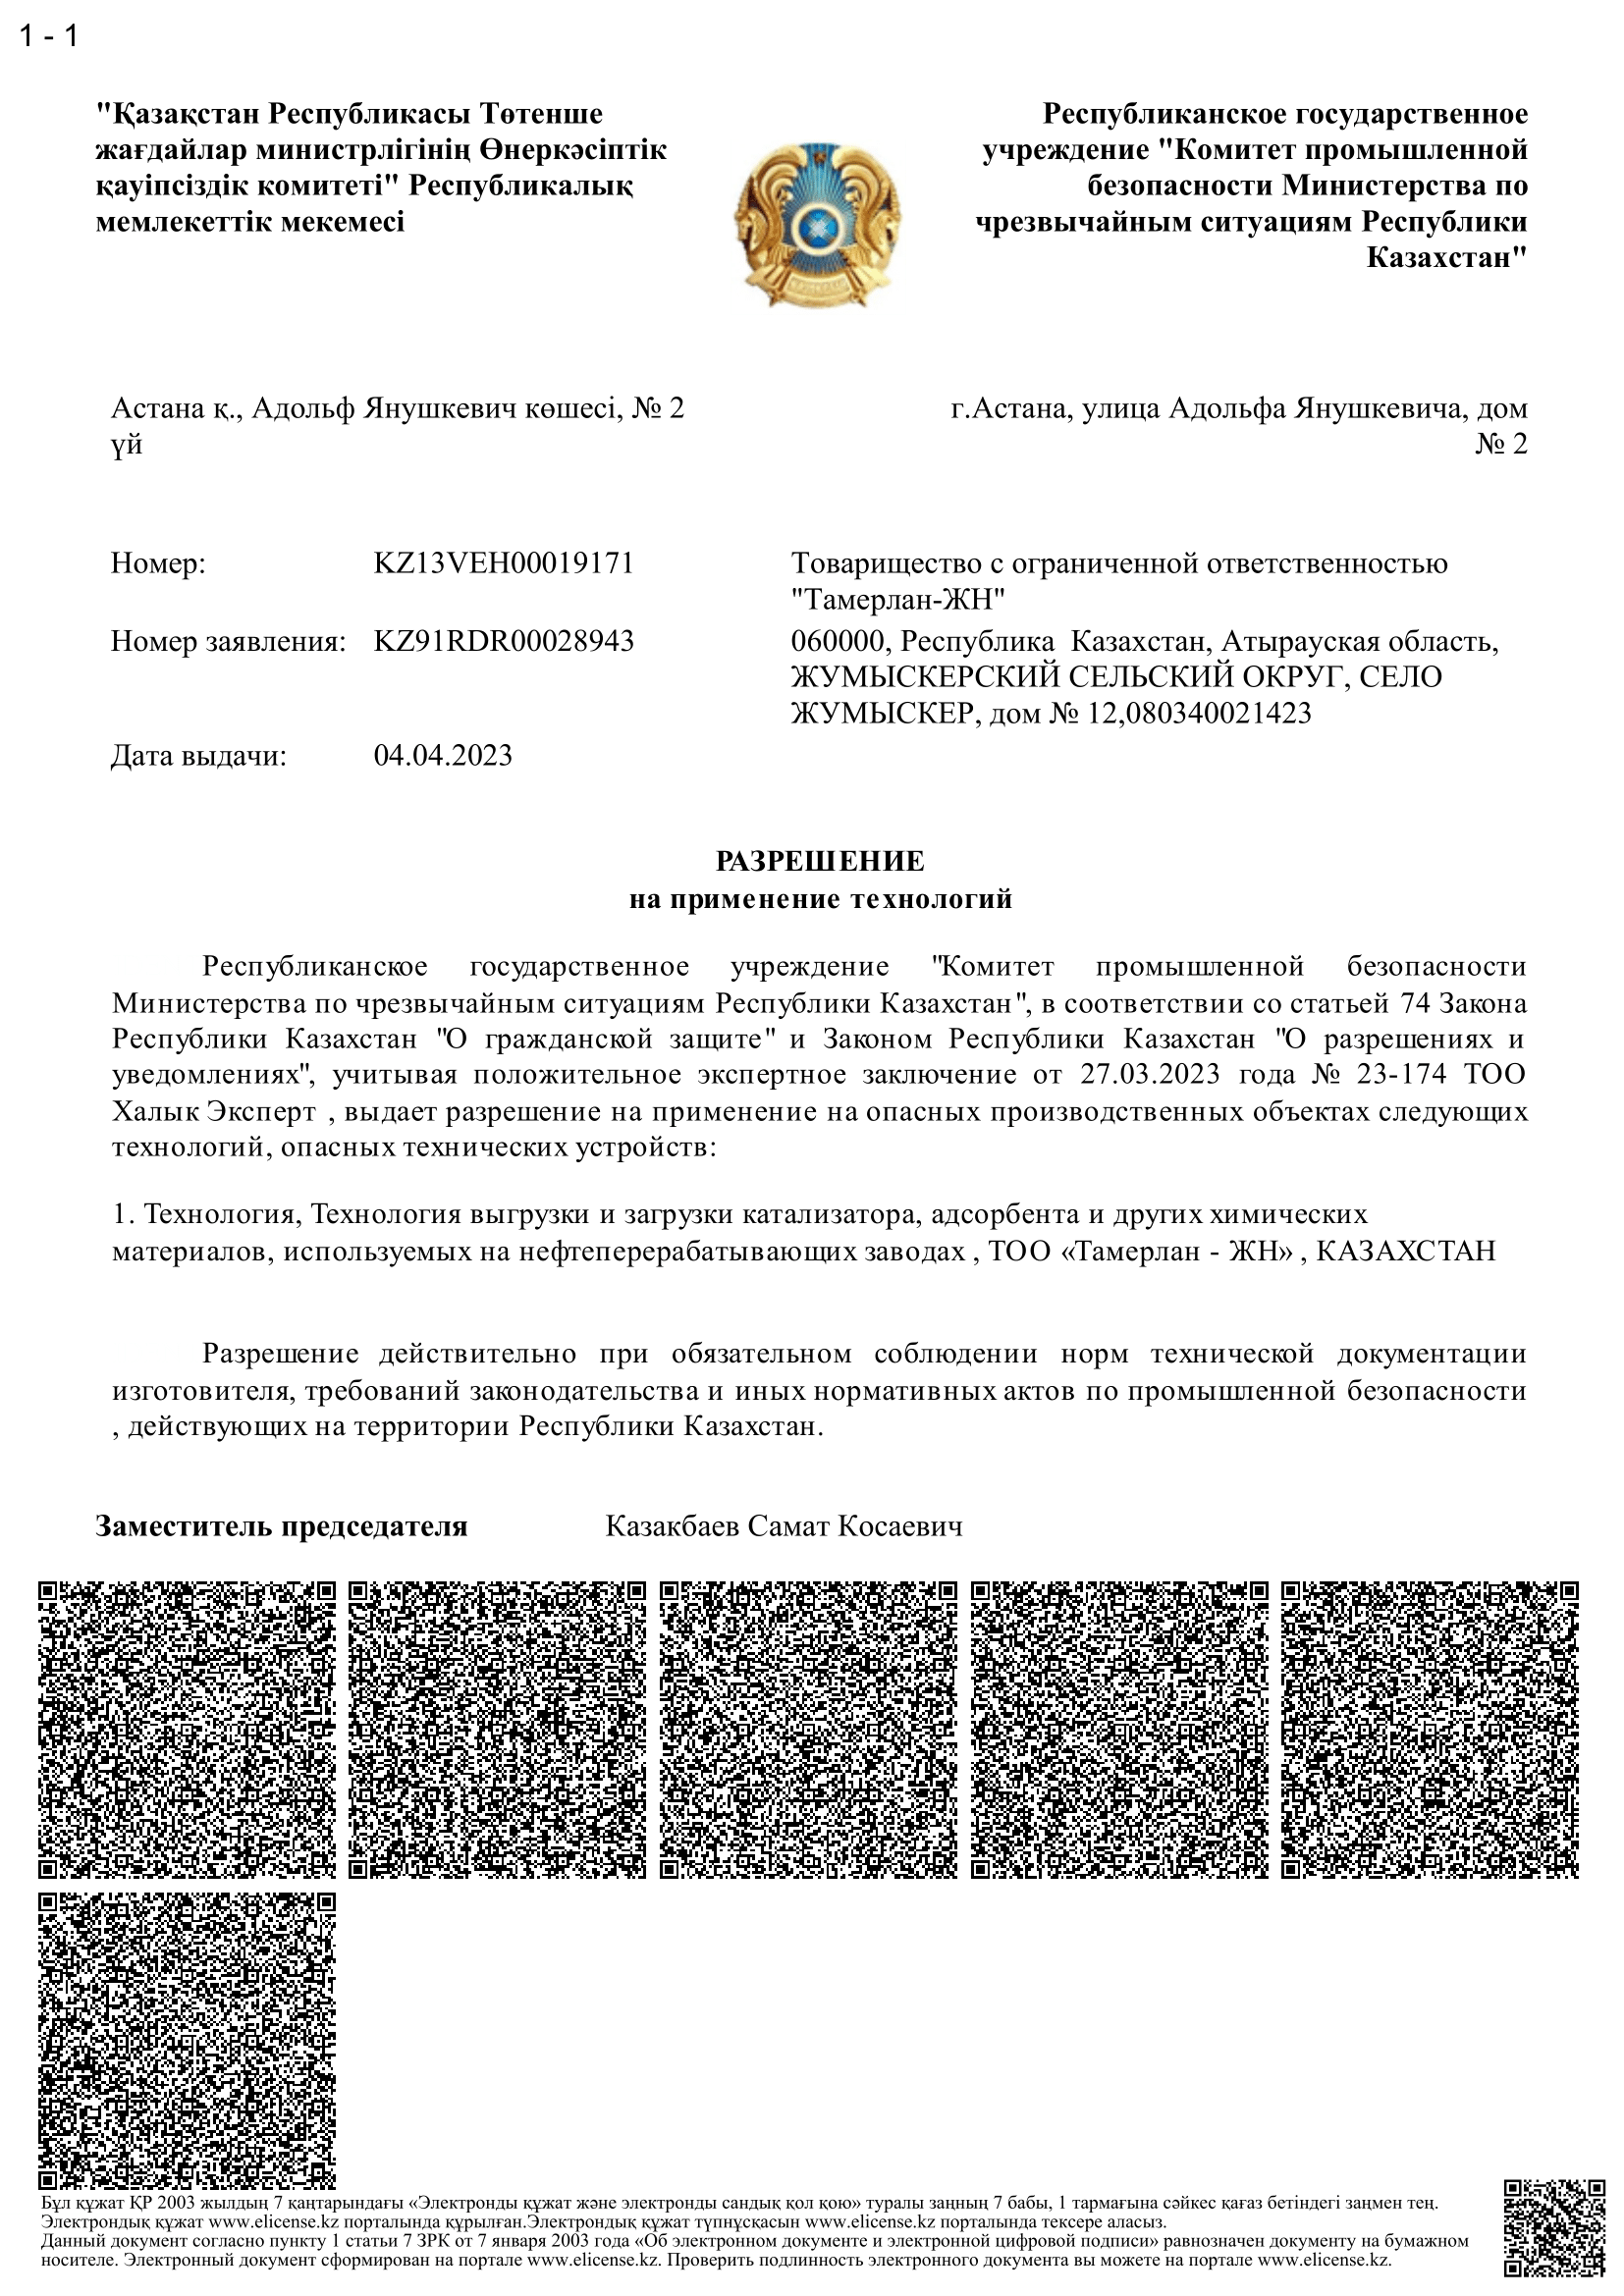 1 - 1
"Қазақстан Республикасы Төтенше
жағдайлар министрлігінің Өнеркәсіптік
қауіпсіздік комитеті" Республикалық
мемлекеттік мекемесі
Республиканское государственное
учреждение "Комитет промышленной
безопасности Министерства по
чрезвычайным ситуациям Республики
Казахстан"
Астана қ., Адольф Янушкевич көшесі, № 2
үй
г.Астана, улица Адольфа Янушкевича, дом
№ 2
Номер: KZ13VEH00019171
Товарищество с ограниченной ответственностью
"Тамерлан-ЖН"
Номер заявления: KZ91RDR00028943
060000, Республика  Казахстан, Атырауская область,
ЖУМЫСКЕРСКИЙ СЕЛЬСКИЙ ОКРУГ, СЕЛО
ЖУМЫСКЕР, дом № 12,080340021423
Дата выдачи: 04.04.2023
РАЗРЕШЕНИЕ
на применение технологий
Республиканское государственное учреждение "Комитет промышленной безопасности
Министерства по чрезвычайным ситуациям Республики Казахстан", в соответствии со статьей 74 Закона
Республики Казахстан "О гражданской защите" и Законом Республики Казахстан "О разрешениях и
уведомлениях", учитывая положительное экспертное заключение от 27.03.2023 года № 23-174 ТОО
Халык Эксперт , выдает разрешение на применение на опасных производственных объектах следующих
технологий, опасных технических устройств:
1. Технология, Технология выгрузки и загрузки катализатора, адсорбента и других химических
материалов, используемых на нефтеперерабатывающих заводах , ТОО «Тамерлан - ЖН» , КАЗАХСТАН
Разрешение действительно при обязательном соблюдении норм технической документации
изготовителя, требований законодательства и иных нормативных актов по промышленной безопасности
, действующих на территории Республики Казахстан.
Заместитель председателя Казакбаев Самат Косаевич
Бұл құжат ҚР 2003 жылдың 7 қаңтарындағы «Электронды құжат және электронды сандық қол қою» туралы заңның 7 бабы, 1 тармағына сәйкес қағаз бетіндегі заңмен тең.
Электрондық құжат www.elicense.kz порталында құрылған.Электрондық құжат түпнұсқасын www.elicense.kz порталында тексере аласыз.
Данный документ согласно пункту 1 статьи 7 ЗРК от 7 января 2003 года «Об электронном документе и электронной цифровой подписи» равнозначен документу на бумажном
носителе. Электронный документ сформирован на портале www.elicense.kz. Проверить подлинность электронного документа вы можете на портале www.elicense.kz.